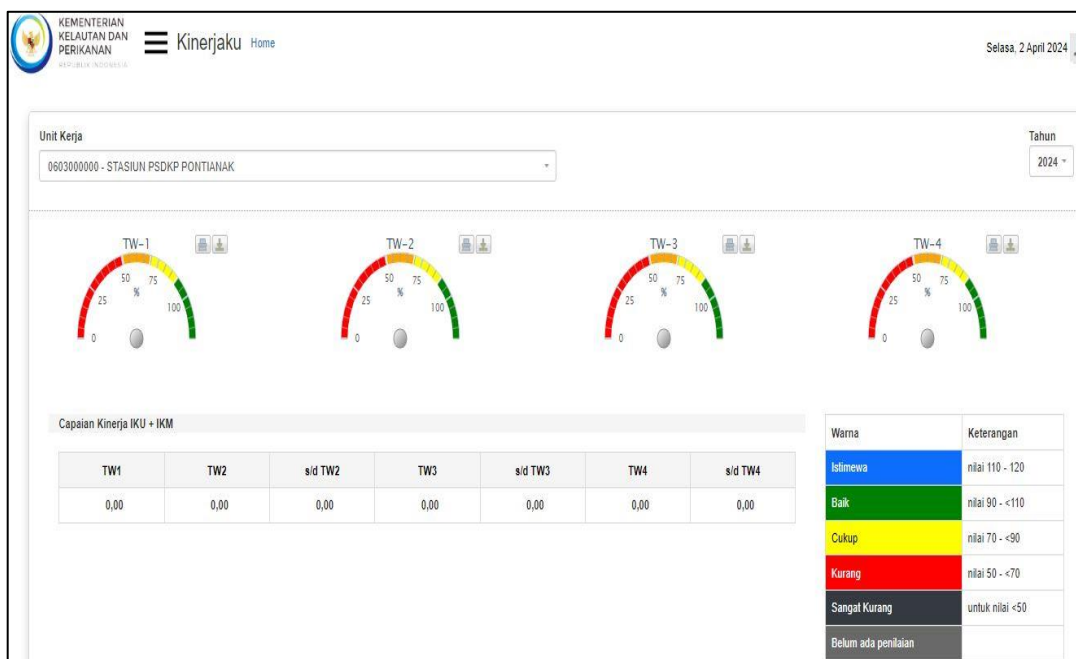 KEMENTERIAN
KELAUTAN DAN
PERIKANAN
REPUBLIK INDONESIA
Kinerjaku Home
Selasa, 2 April 2024
Unit Kerja
Tahun
0603000000 - STASIUN PSDKP PONTIANAK
2024
TW-1
0 25 50 75 100
%
TW-2
0 25 50 75 100
%
TW-3
0 25 50 75 100
%
TW-4
0 25 50 75 100
%
Capaian Kinerja IKU + IKM
TW1 TW2 s/d TW2 TW3 s/d TW3 TW4 s/d TW4
0,00 0,00 0,00 0,00 0,00 0,00 0,00
Warna Keterangan
Istimewa nilai 110 - 120
Baik nilai 90 - <110
Cukup nilai 70 - <90
Kurang nilai 50 - <70
Sangat Kurang untuk nilai <50
Belum ada penilaian